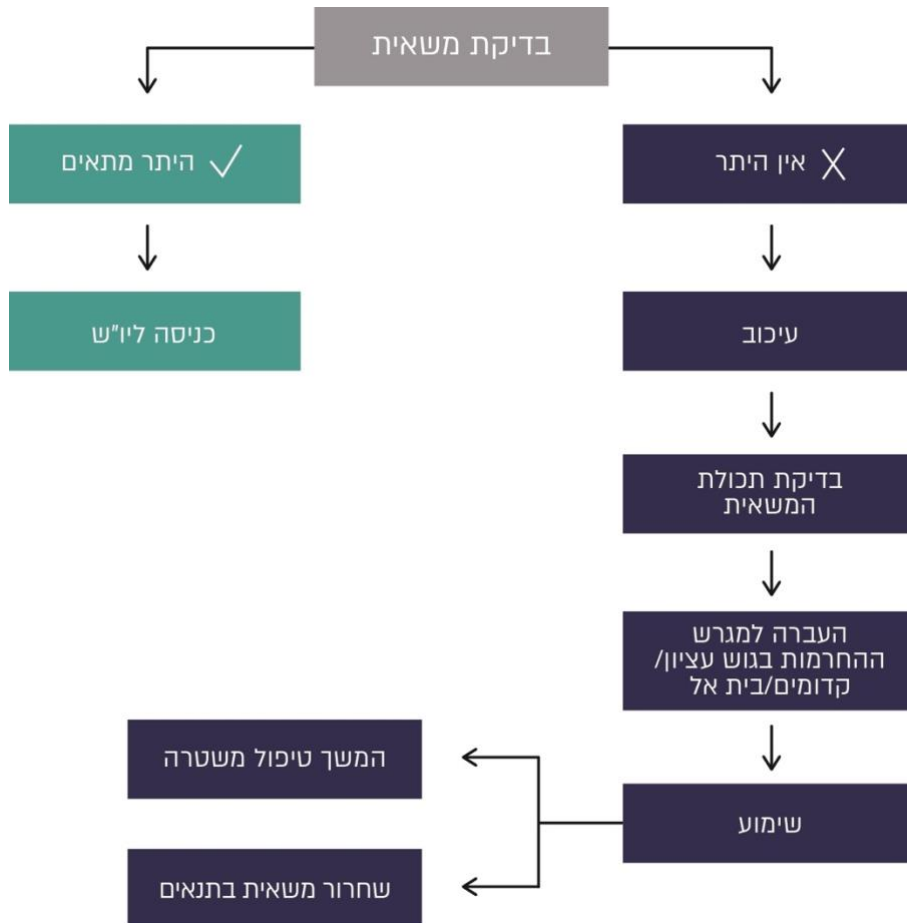 בדיקת משאית
אין היתר
היתר מתאים
עיכוב
כניסה ליו"ש
בדיקת תכולת
המשאית
העברה למגרש
ההחרמות בגוש עציון/
קדומים/בית אל
שימוע
המשך טיפול משטרה
שחרור משאית בתנאים